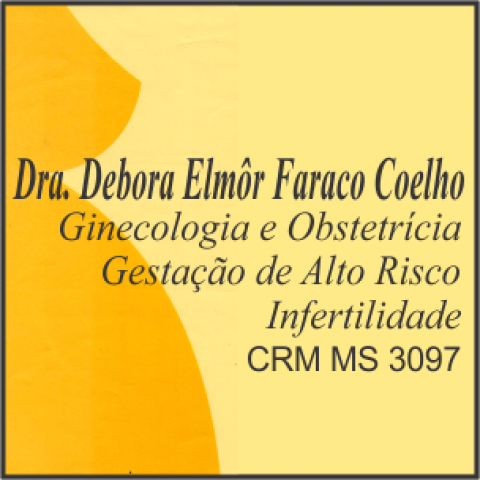 Dra. Debora Elmôr Faraco Coelho
Ginecologia e Obstetrícia
Gestação de Alto Risco
Infertilidade
CRM MS 3097